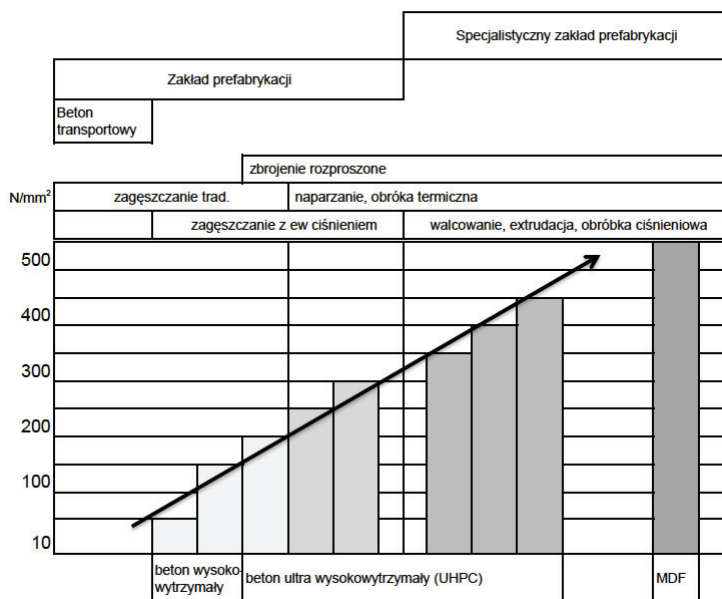 Specjalistyczny zakład prefabrykacji
Zakład prefabrykacji
Beton
transportowy
zbrojenie rozproszone
N/mm²
zagęszczanie trad.
naparzanie, obróka termiczna
zagęszczanie z ew ciśnieniem
walcowanie, extrudacja, obróbka ciśnieniowa
500
400
300
200
100
10
beton wysoko-
wytrzymały
beton ultra wysokowytrzymały (UHPC)
MDF